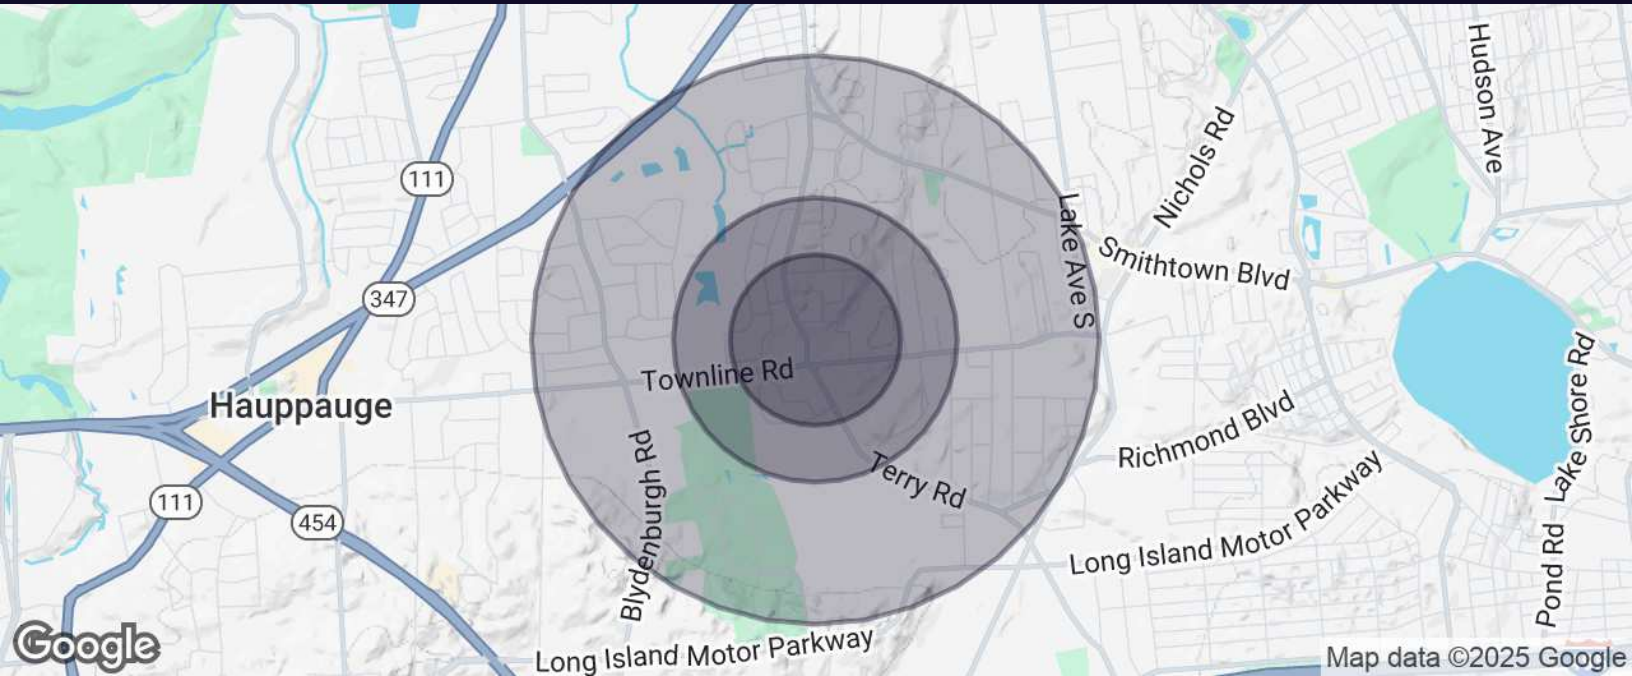 Hudson Ave
111
Nichols Rd
Lake Ave S
Smithtown Blvd
347
Townline Rd
Hauppauge
Lake Shore Rd
Richmond Blvd
Blydenburgh Rd
Terry Rd
111
454
Long Island Motor Parkway
Pond Rd
Long Island Motor Parkway
Google
Map data ©2025 Google